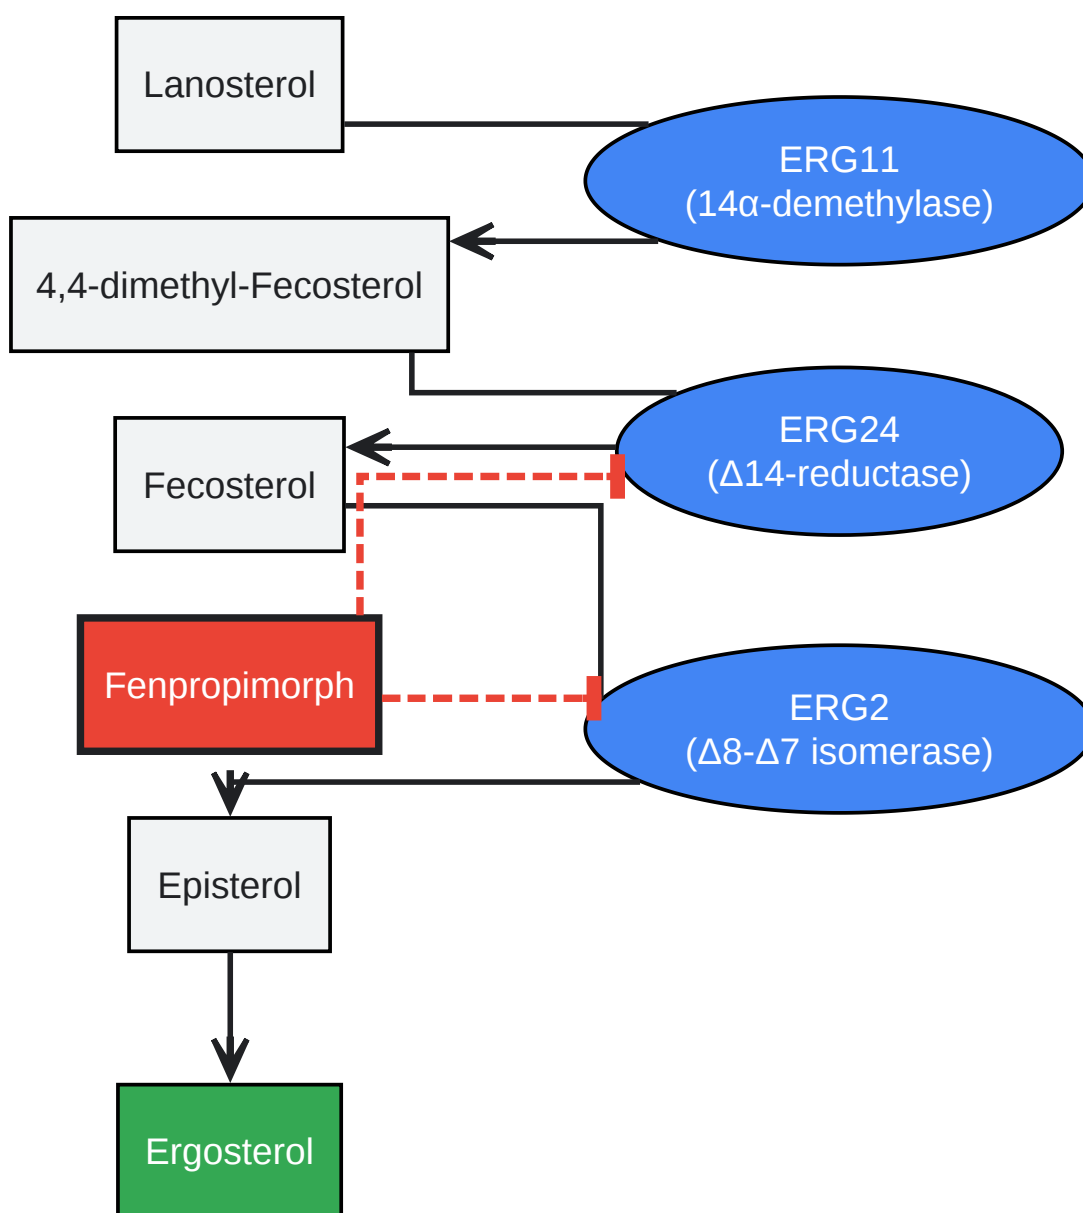 Lanosterol
ERG11
(14α-demethylase)
4,4-dimethyl-Fecosterol
ERG24
(Δ14-reductase)
Fecosterol
Fenpropimorph
ERG2
(Δ8-Δ7 isomerase)
Episterol
Ergosterol